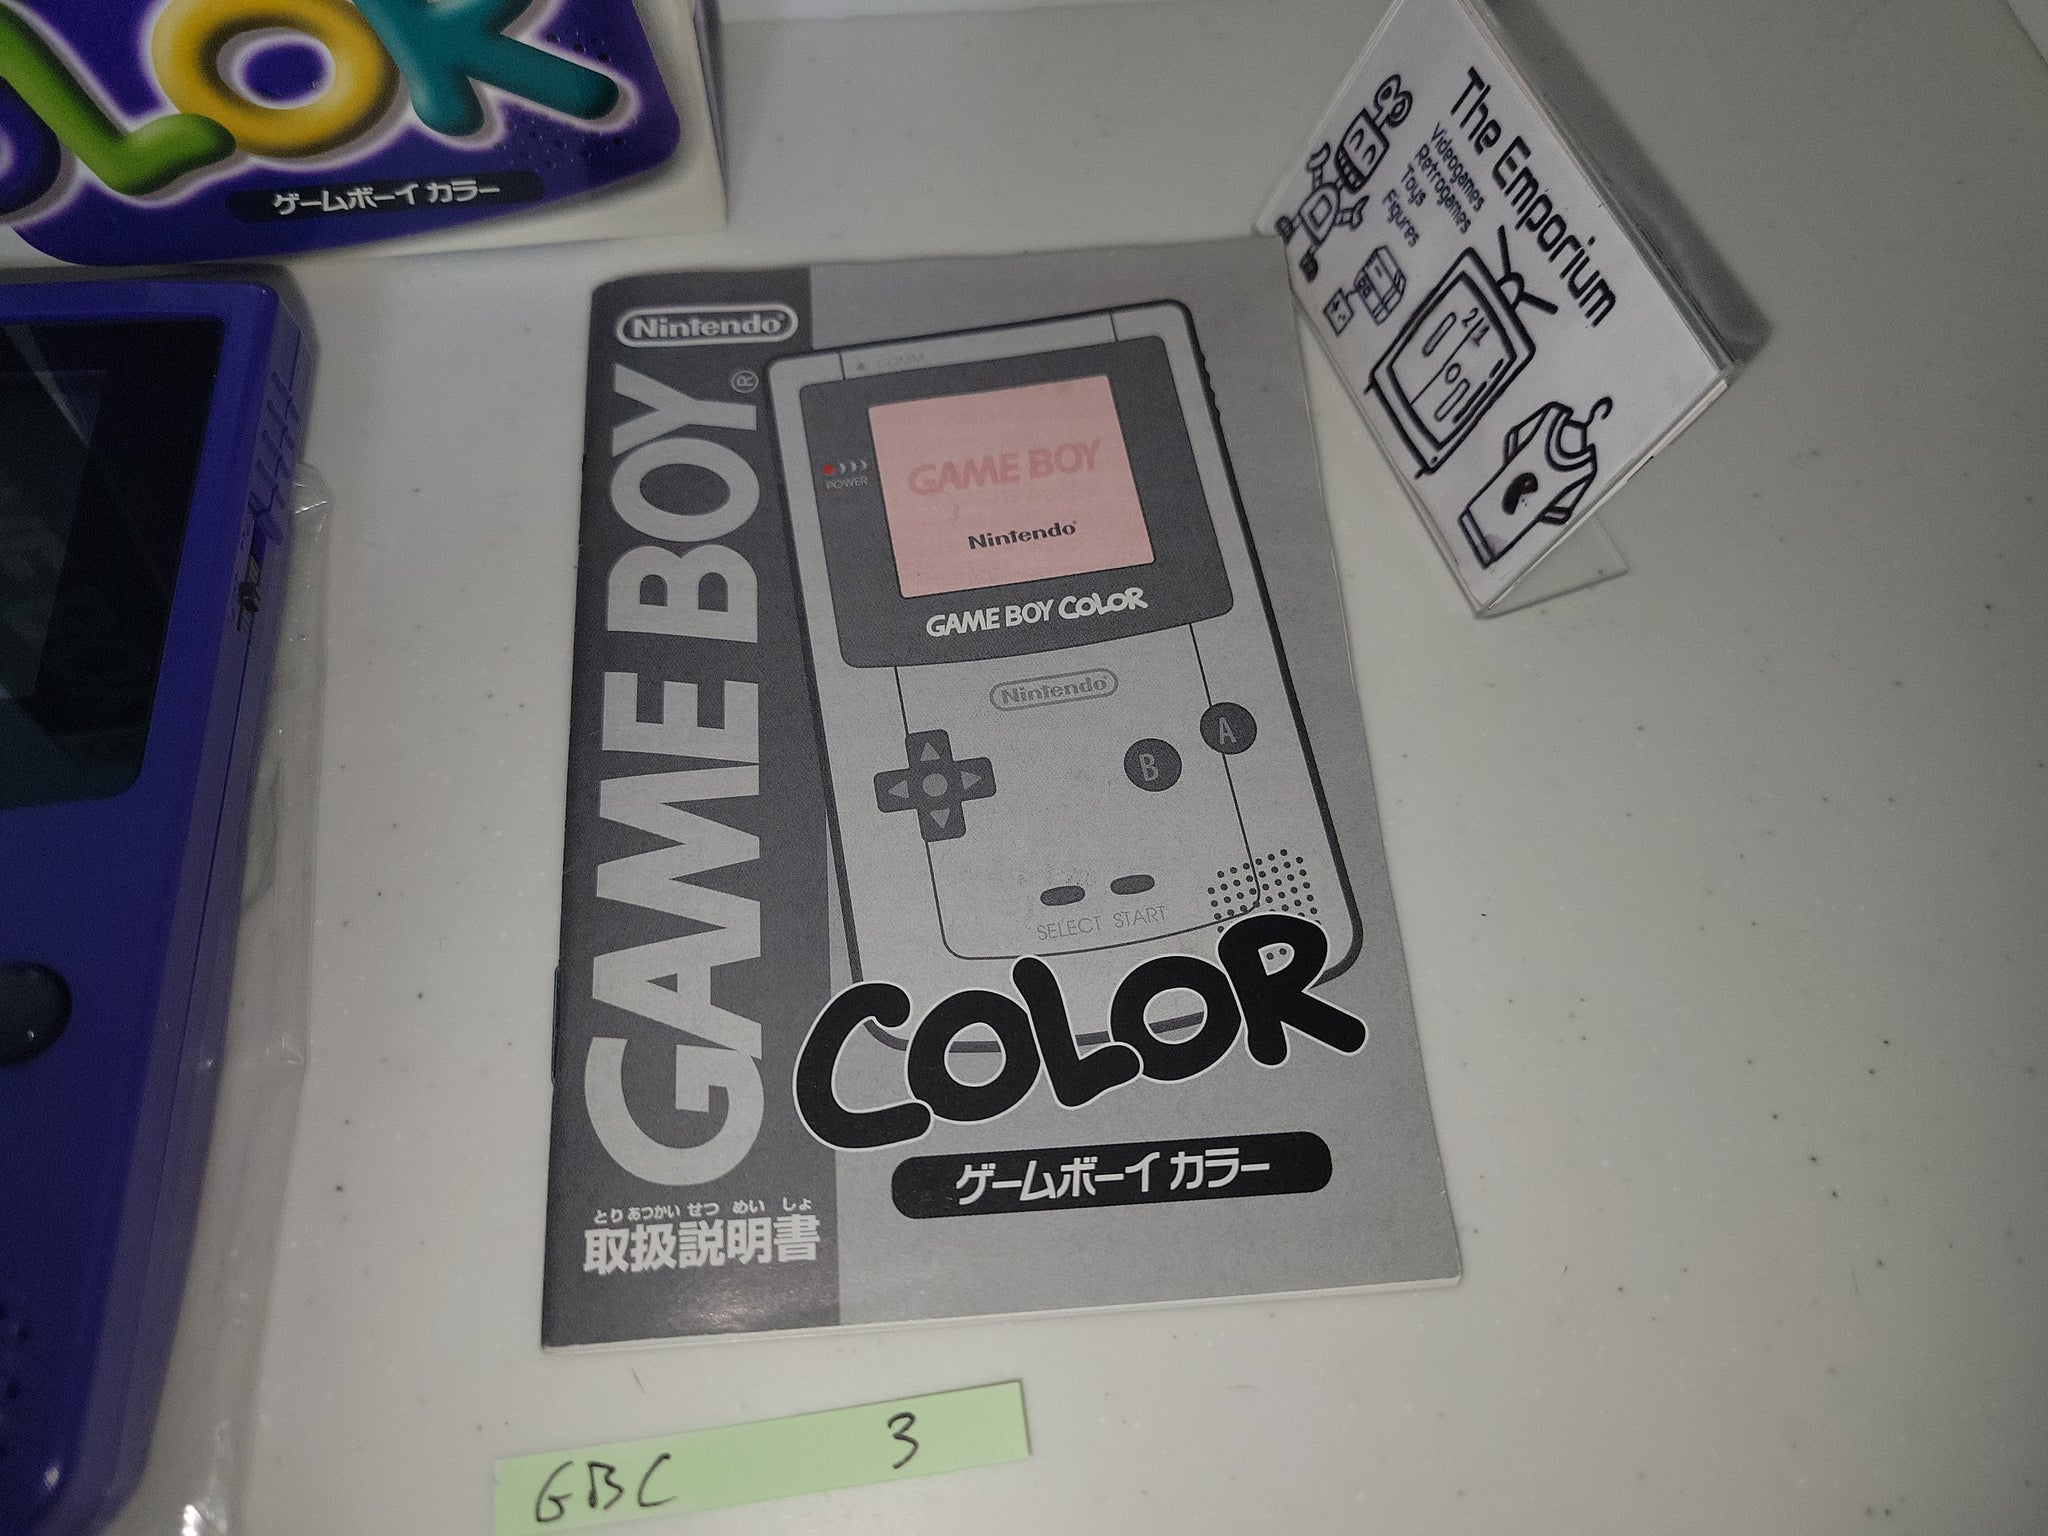 ゲームボーイ カラー
The Emporium
Videogames
Retrogames
Toys
Figures
Nintendo
GAME BOY®
COMM.
POWER
GAME BOY
Nintendo
GAME BOY COLOR
Nintendo
A
B
SELECT START
COLOR
ゲームボーイ カラー
とり あつかい せつ めい しょ
取扱説明書
GBC 3